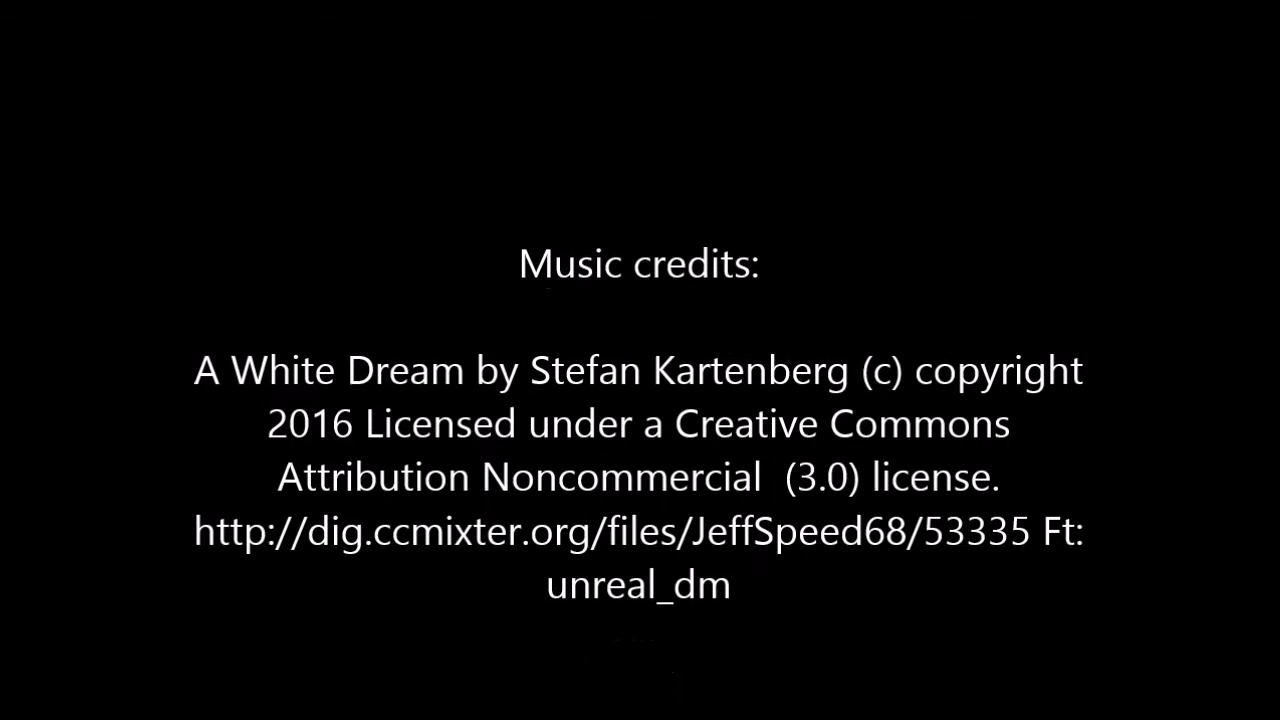 Music credits:
A White Dream by Stefan Kartenberg (c) copyright
2016 Licensed under a Creative Commons
Attribution Noncommercial  (3.0) license.
http://dig.ccmixter.org/files/JeffSpeed68/53335 Ft:
unreal_dm